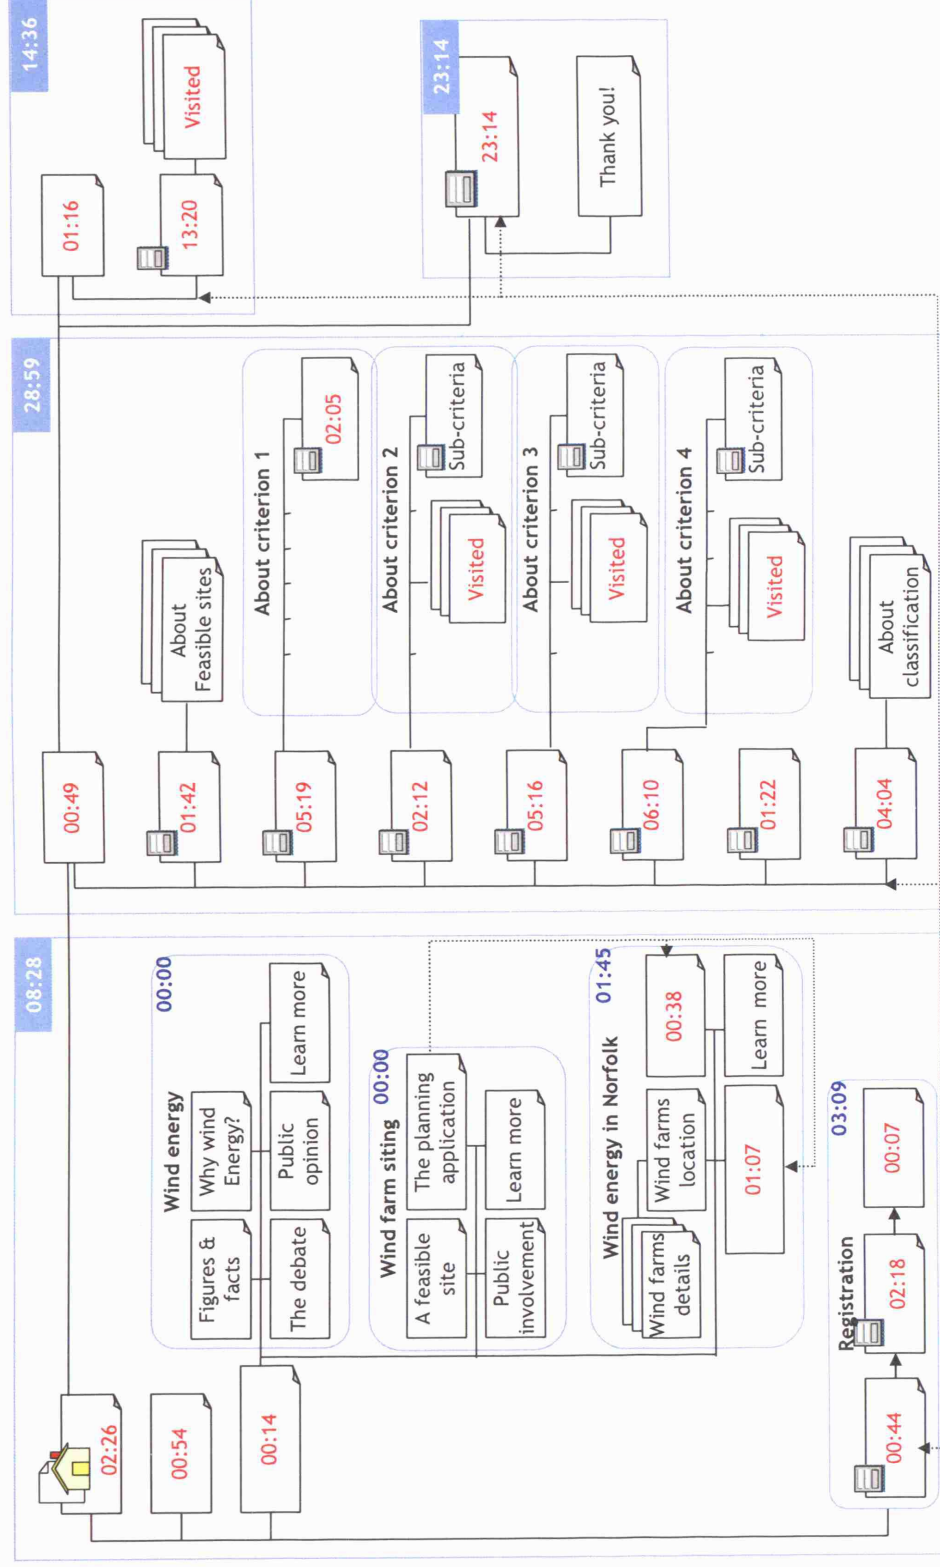 08:28
02:26
00:54
00:14
Wind energy
00:00
Figures &
facts
Why wind
Energy?
The debate
Public
opinion
Learn more
Wind farm siting
00:00
A feasible
site
The planning
application
Public
involvement
Learn more
Wind energy in Norfolk
01:45
Wind farms
details
Wind farms
location
00:38
01:07
Learn more
Registration
03:09
00:44
02:18
00:07
28:59
00:49
01:42
About
Feasible sites
05:19
About criterion 1
02:05
02:12
About criterion 2
Visited
Sub-criteria
05:16
About criterion 3
Visited
Sub-criteria
06:10
About criterion 4
Visited
Sub-criteria
01:22
04:04
About
classification
14:36
01:16
13:20
Visited
23:14
23:14
Thank you!